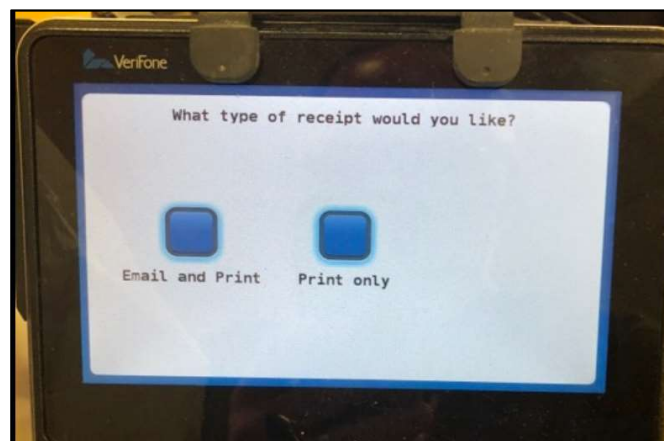 VeriFone
What type of receipt would you like?
Email and Print
Print only